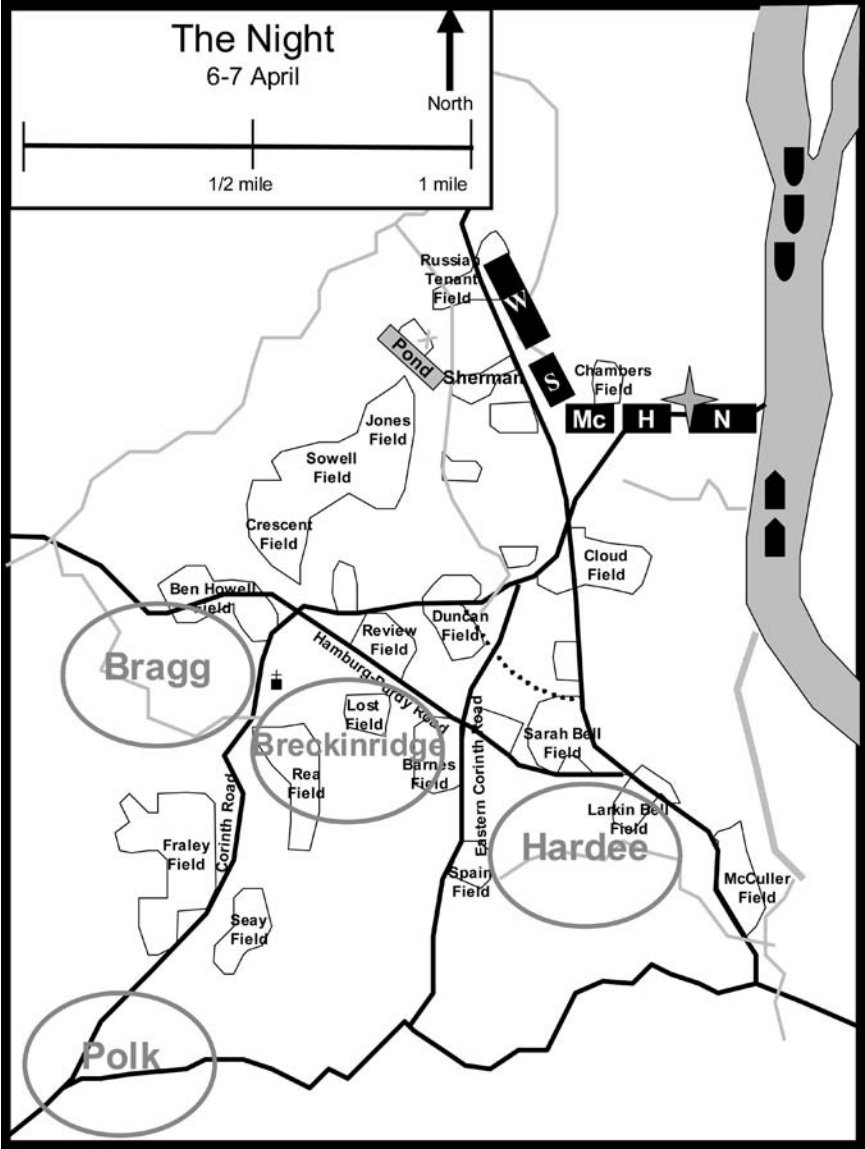 The Night
6-7 April
North
1/2 mile
1 mile
Russian
Tenant
Field
W
Pond
Sherman
S
Chambers
Field
Mc
H
N
Jones
Field
Sowell
Field
Crescent
Field
Cloud
Field
Ben Howell
Field
Duncan
Field
Review
Field
Hamburg-Purdy Road
Bragg
Lost
Field
Breckinridge
Barnes
Field
Eastern Corinth Road
Sarah Bell
Field
Rea
Field
Corinth Road
Larkin Bell
Field
Hardee
Fraley
Field
Spain
Field
McCuller
Field
Seay
Field
Polk